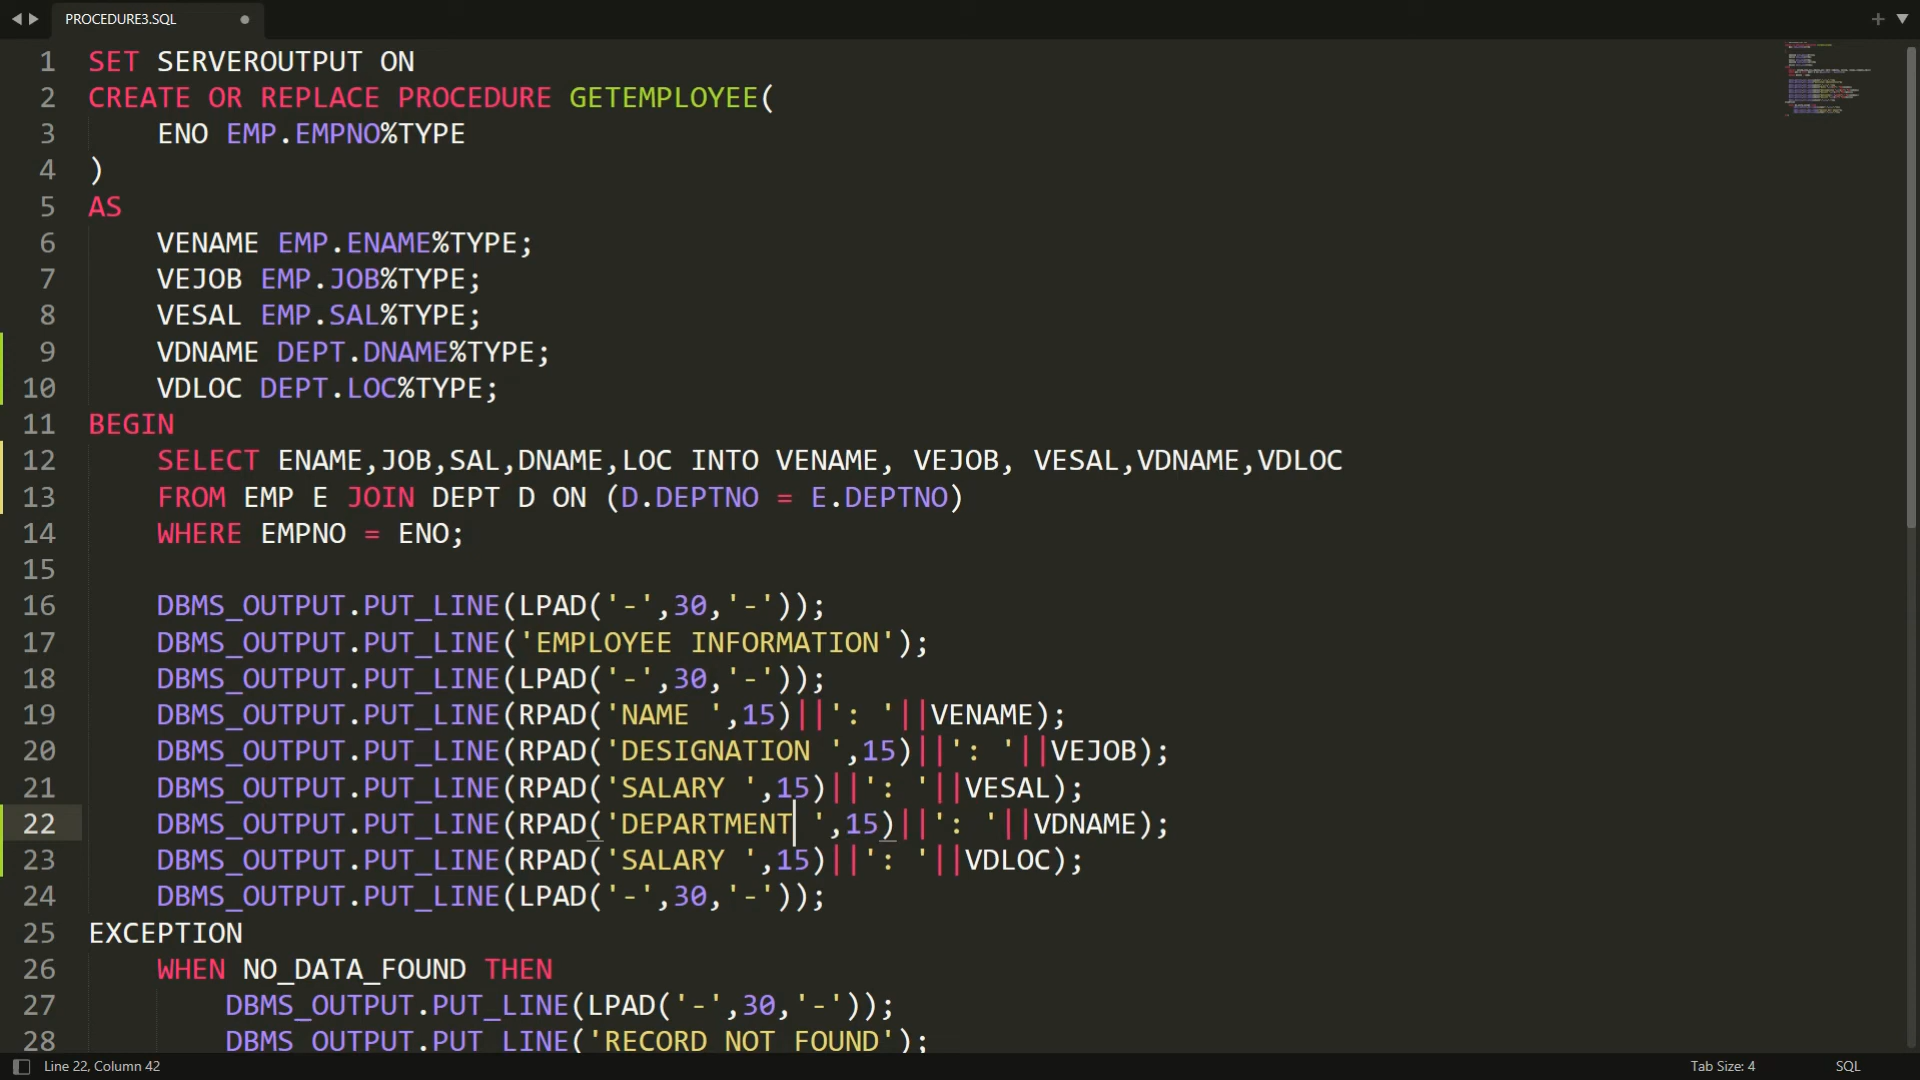 PROCEDURE3.SQL
1 SET SERVEROUTPUT ON
2 CREATE OR REPLACE PROCEDURE GETEMPLOYEE(
3     ENO EMP.EMPNO%TYPE
4 )
5 AS
6     VENAME EMP.ENAME%TYPE;
7     VEJOB EMP.JOB%TYPE;
8     VESAL EMP.SAL%TYPE;
9     VDNAME DEPT.DNAME%TYPE;
10     VDLOC DEPT.LOC%TYPE;
11 BEGIN
12     SELECT ENAME,JOB,SAL,DNAME,LOC INTO VENAME, VEJOB, VESAL,VDNAME,VDLOC
13     FROM EMP E JOIN DEPT D ON (D.DEPTNO = E.DEPTNO)
14     WHERE EMPNO = ENO;
15
16     DBMS_OUTPUT.PUT_LINE(LPAD('-',30,'-'));
17     DBMS_OUTPUT.PUT_LINE('EMPLOYEE INFORMATION');
18     DBMS_OUTPUT.PUT_LINE(LPAD('-',30,'-'));
19     DBMS_OUTPUT.PUT_LINE(RPAD('NAME ',15)||': '||VENAME);
20     DBMS_OUTPUT.PUT_LINE(RPAD('DESIGNATION ',15)||': '||VEJOB);
21     DBMS_OUTPUT.PUT_LINE(RPAD('SALARY ',15)||': '||VESAL);
22     DBMS_OUTPUT.PUT_LINE(RPAD('DEPARTMENT ',15)||': '||VDNAME);
23     DBMS_OUTPUT.PUT_LINE(RPAD('SALARY ',15)||': '||VDLOC);
24     DBMS_OUTPUT.PUT_LINE(LPAD('-',30,'-'));
25 EXCEPTION
26     WHEN NO_DATA_FOUND THEN
27         DBMS_OUTPUT.PUT_LINE(LPAD('-',30,'-'));
28         DBMS_OUTPUT.PUT_LINE('RECORD NOT FOUND');
Line 22, Column 42 Tab Size: 4 SQL